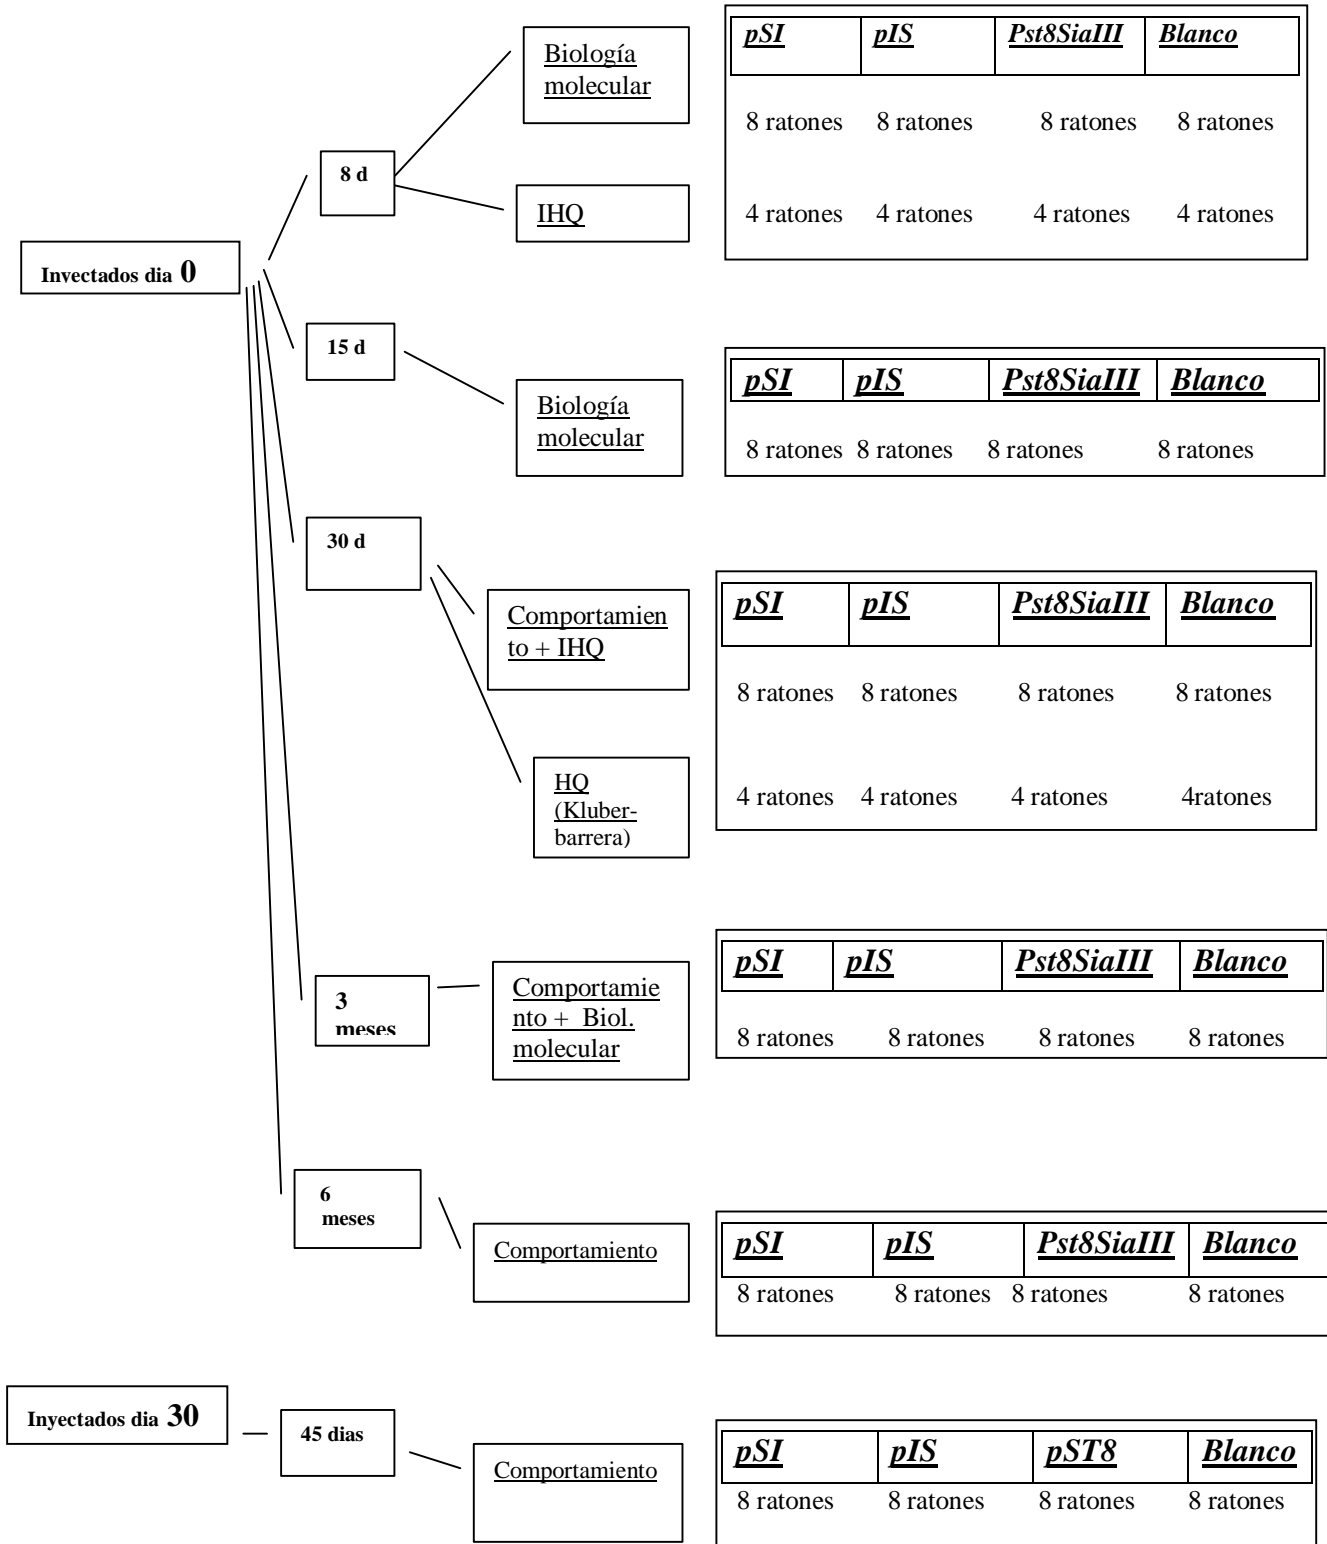 pSI pIS Pst8SiaIII Blanco
Biología
molecular
8 ratones 8 ratones 8 ratones 8 ratones
8 d
IHQ
4 ratones 4 ratones 4 ratones 4 ratones
Inyectados dia 0
15 d
pSI pIS Pst8SiaIII Blanco
Biología
molecular
8 ratones 8 ratones 8 ratones 8 ratones
30 d
pSI pIS Pst8SiaIII Blanco
Comportamien
to + IHQ
8 ratones 8 ratones 8 ratones 8 ratones
HQ
(Kluber-
barrera)
4 ratones 4 ratones 4 ratones 4ratones
pSI pIS Pst8SiaIII Blanco
3
meses
Comportamie
nto + Biol.
molecular
8 ratones 8 ratones 8 ratones 8 ratones
6
meses
Comportamiento
pSI pIS Pst8SiaIII Blanco
8 ratones 8 ratones 8 ratones 8 ratones
Inyectados dia 30
45 dias
Comportamiento
pSI pIS pST8 Blanco
8 ratones 8 ratones 8 ratones 8 ratones